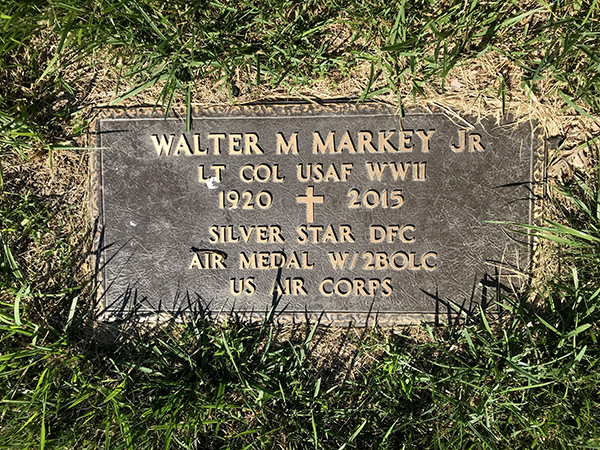 WALTER M MARKEY JR
LT COL USAF WWII
1920 2015
SILVER STAR DFC
AIR MEDAL W/2BOLC
US AIR CORPS